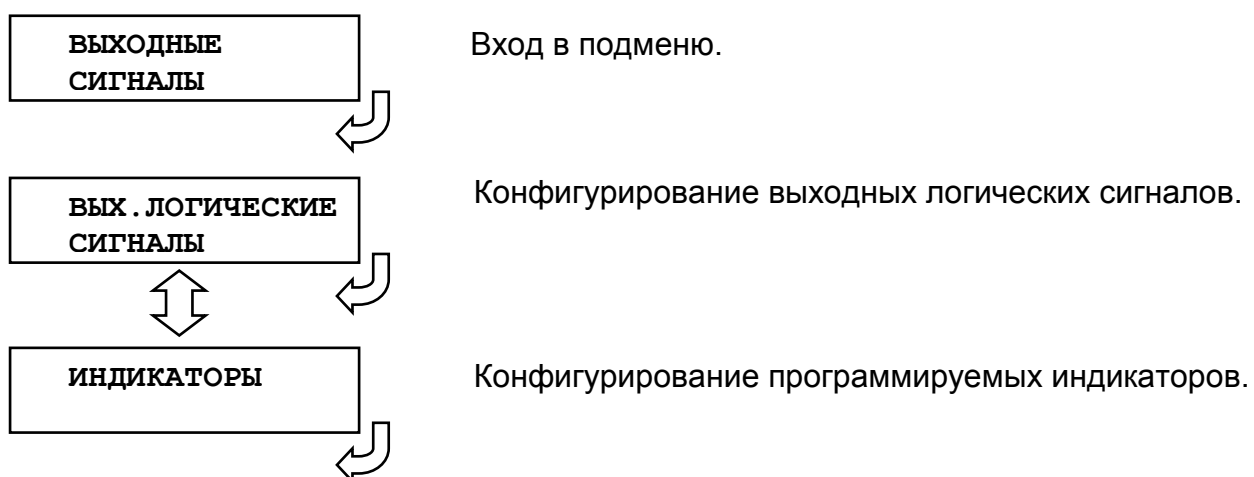 ВЫХОДНЫЕ
СИГНАЛЫ
Вход в подменю.
ВЫХ.ЛОГИЧЕСКИЕ
СИГНАЛЫ
Конфигурирование выходных логических сигналов.
ИНДИКАТОРЫ
Конфигурирование программируемых индикаторов.